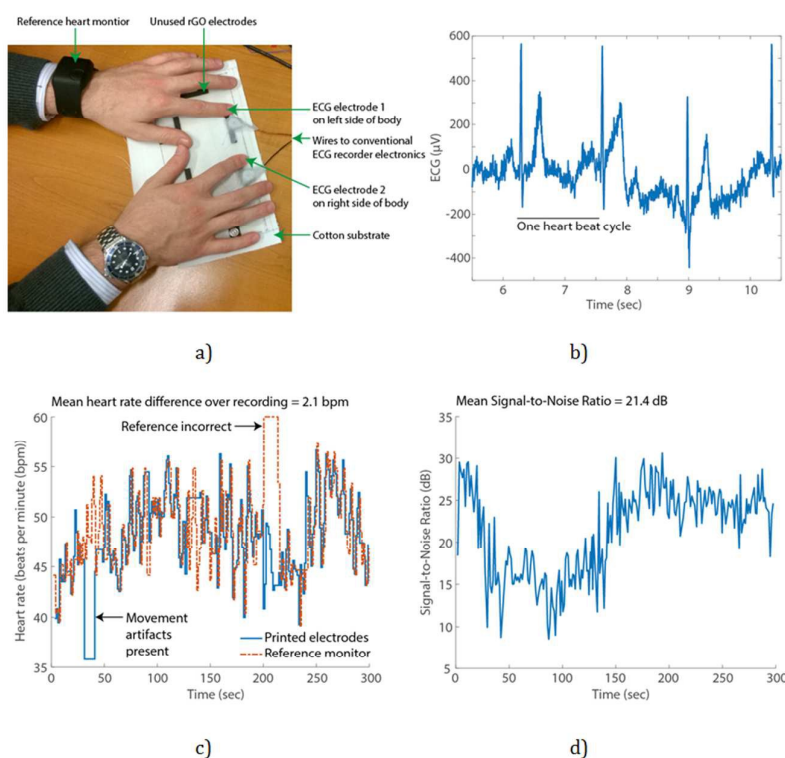 Reference heart montior
Unused rGO electrodes
ECG electrode 1
on left side of body
Wires to conventional
ECG recorder electronics
ECG electrode 2
on right side of body
Cotton substrate
a)
600
400
200
0
-200
-400
ECG (µV)
One heart beat cycle
6
7
8
9
10
Time (sec)
b)
Mean heart rate difference over recording = 2.1 bpm
60
55
50
45
40
35
Heart rate (beats per minute (bpm)]
Reference incorrect
Movement
artifacts
present
Printed electrodes
Reference monitor
0
50
100
150
200
250
300
Time (sec)
c)
Mean Signal-to-Noise Ratio = 21.4 dB
35
30
25
20
15
10
5
Signal-to-Noise Ratio (dB)
0
50
100
150
200
250
300
Time (sec)
d)